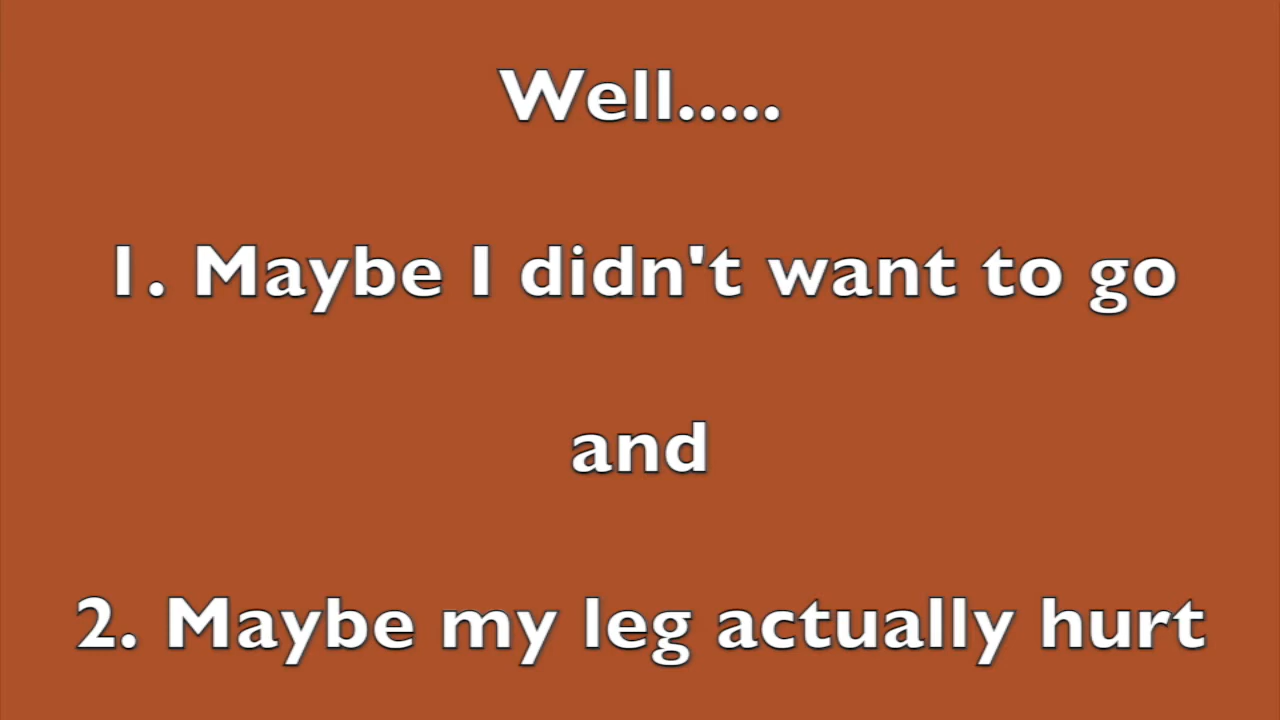 Well.....
1. Maybe I didn't want to go
and
2. Maybe my leg actually hurt